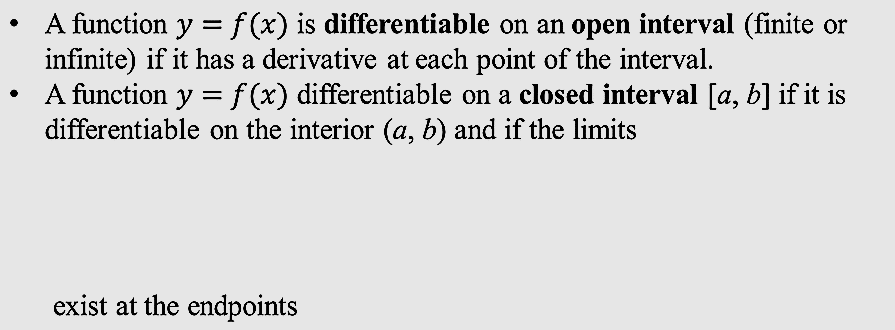 • A function y = f(x) is differentiable on an open interval (finite or
infinite) if it has a derivative at each point of the interval.
• A function y = f(x) differentiable on a closed interval [a, b] if it is
differentiable on the interior (a, b) and if the limits
exist at the endpoints